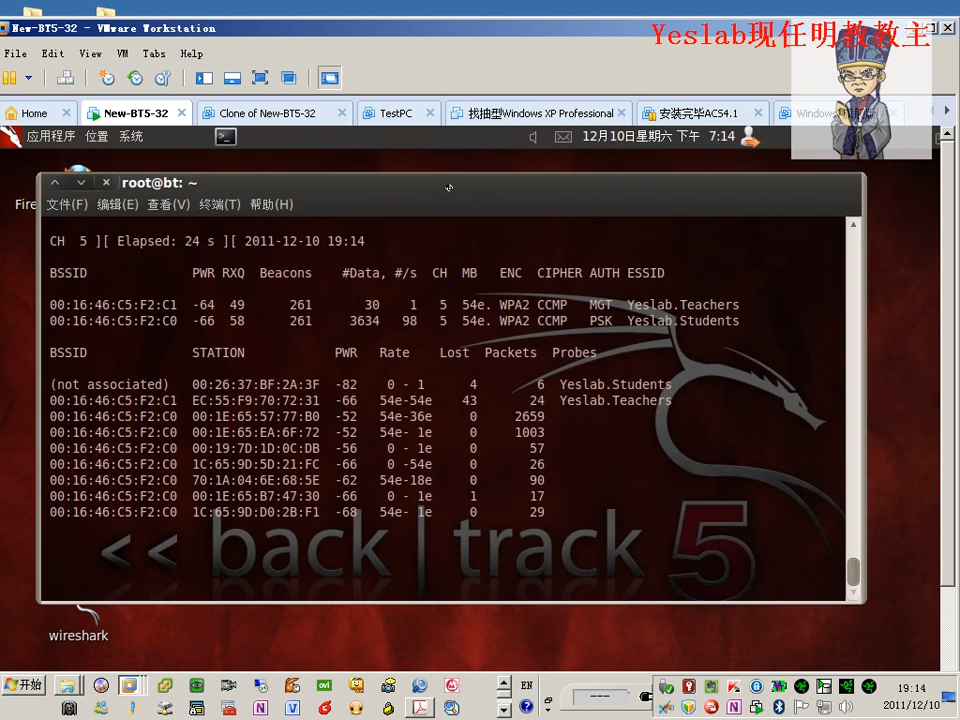 New-BT5-32 - VMware Workstation
Yeslab现任明教教主
File Edit View VM Tabs Help
Home New-BT5-32 Clone of New-BT5-32 TestPC 找抽型Windows XP Professional 安装完毕AC54.1 Windows
应用程序 位置 系统 12月10日星期六 下午 7:14
root@bt: ~
Fire
文件(F) 编辑(E) 查看(V) 终端(T) 帮助(H)
CH 5 ][ Elapsed: 24 s ][ 2011-12-10 19:14
BSSID PWR RXQ Beacons #Data, #/s CH MB ENC CIPHER AUTH ESSID
00:16:46:C5:F2:C1 -64 49 261 30 1 5 54e. WPA2 CCMP MGT Yeslab.Teachers
00:16:46:C5:F2:C0 -66 58 261 3634 98 5 54e. WPA2 CCMP PSK Yeslab.Students
BSSID STATION PWR Rate Lost Packets Probes
(not associated) 00:26:37:BF:2A:3F -82 0 - 1 4 6 Yeslab.Students
00:16:46:C5:F2:C1 EC:55:F9:70:72:31 -66 54e-54e 43 24 Yeslab.Teachers
00:16:46:C5:F2:C0 00:1E:65:57:77:B0 -52 54e-36e 0 2659
00:16:46:C5:F2:C0 00:1E:65:EA:6F:72 -52 54e- 1e 0 1003
00:16:46:C5:F2:C0 00:19:7D:1D:0C:DB -56 0 - 1e 0 57
00:16:46:C5:F2:C0 1C:65:9D:5D:21:FC -66 0 -54e 0 26
00:16:46:C5:F2:C0 70:1A:04:6E:68:5E -62 54e-18e 0 90
00:16:46:C5:F2:C0 00:1E:65:B7:47:30 -66 0 - 1e 1 17
00:16:46:C5:F2:C0 1C:65:9D:D0:2B:F1 -68 54e- 1e 0 29
<< back | track 5
wireshark
开始 EN 19:14
2011/12/10